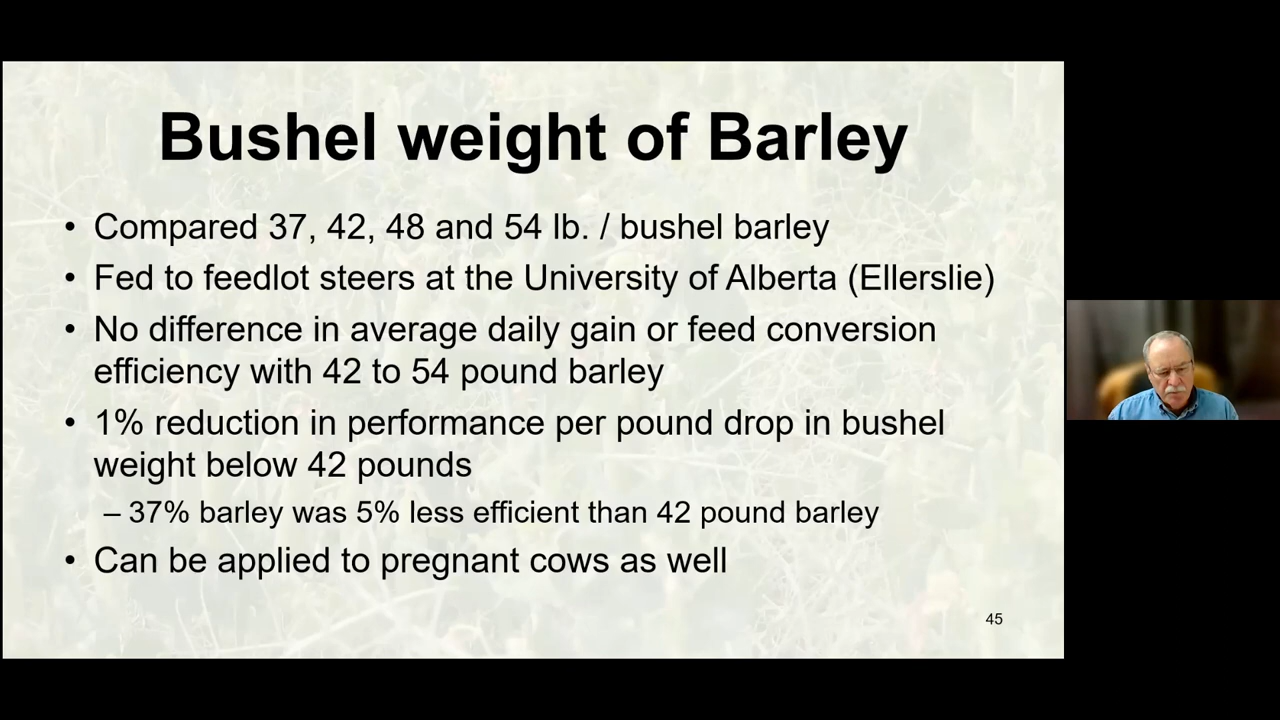 Bushel weight of Barley
• Compared 37, 42, 48 and 54 lb. / bushel barley
• Fed to feedlot steers at the University of Alberta (Ellerslie)
• No difference in average daily gain or feed conversion
efficiency with 42 to 54 pound barley
• 1% reduction in performance per pound drop in bushel
weight below 42 pounds
– 37% barley was 5% less efficient than 42 pound barley
• Can be applied to pregnant cows as well
45